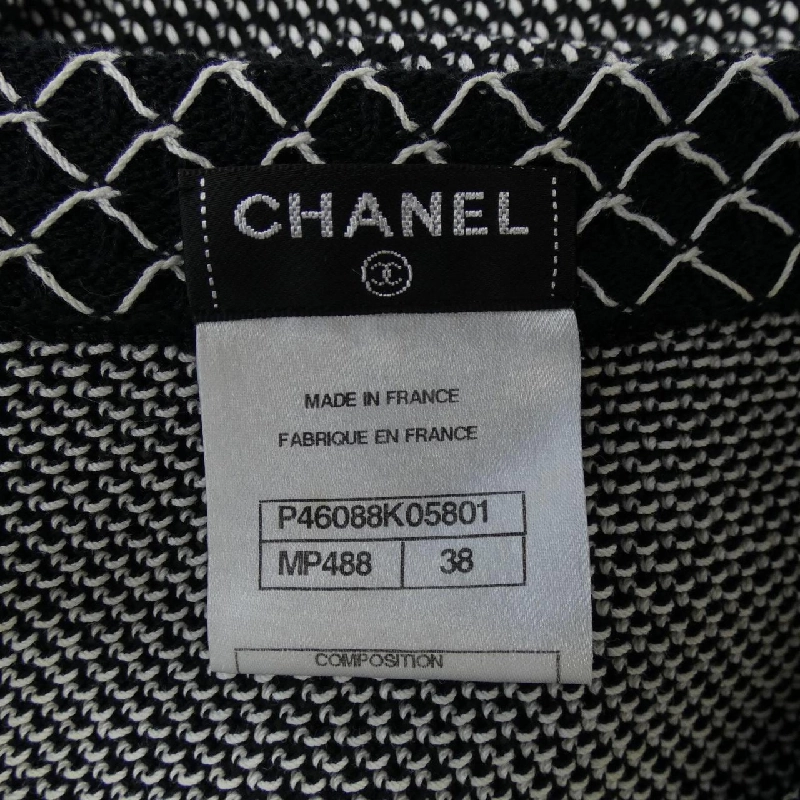 CHANEL
MADE IN FRANCE
FABRIQUE EN FRANCE
P46088K05801
MP488 38
COMPOSITION